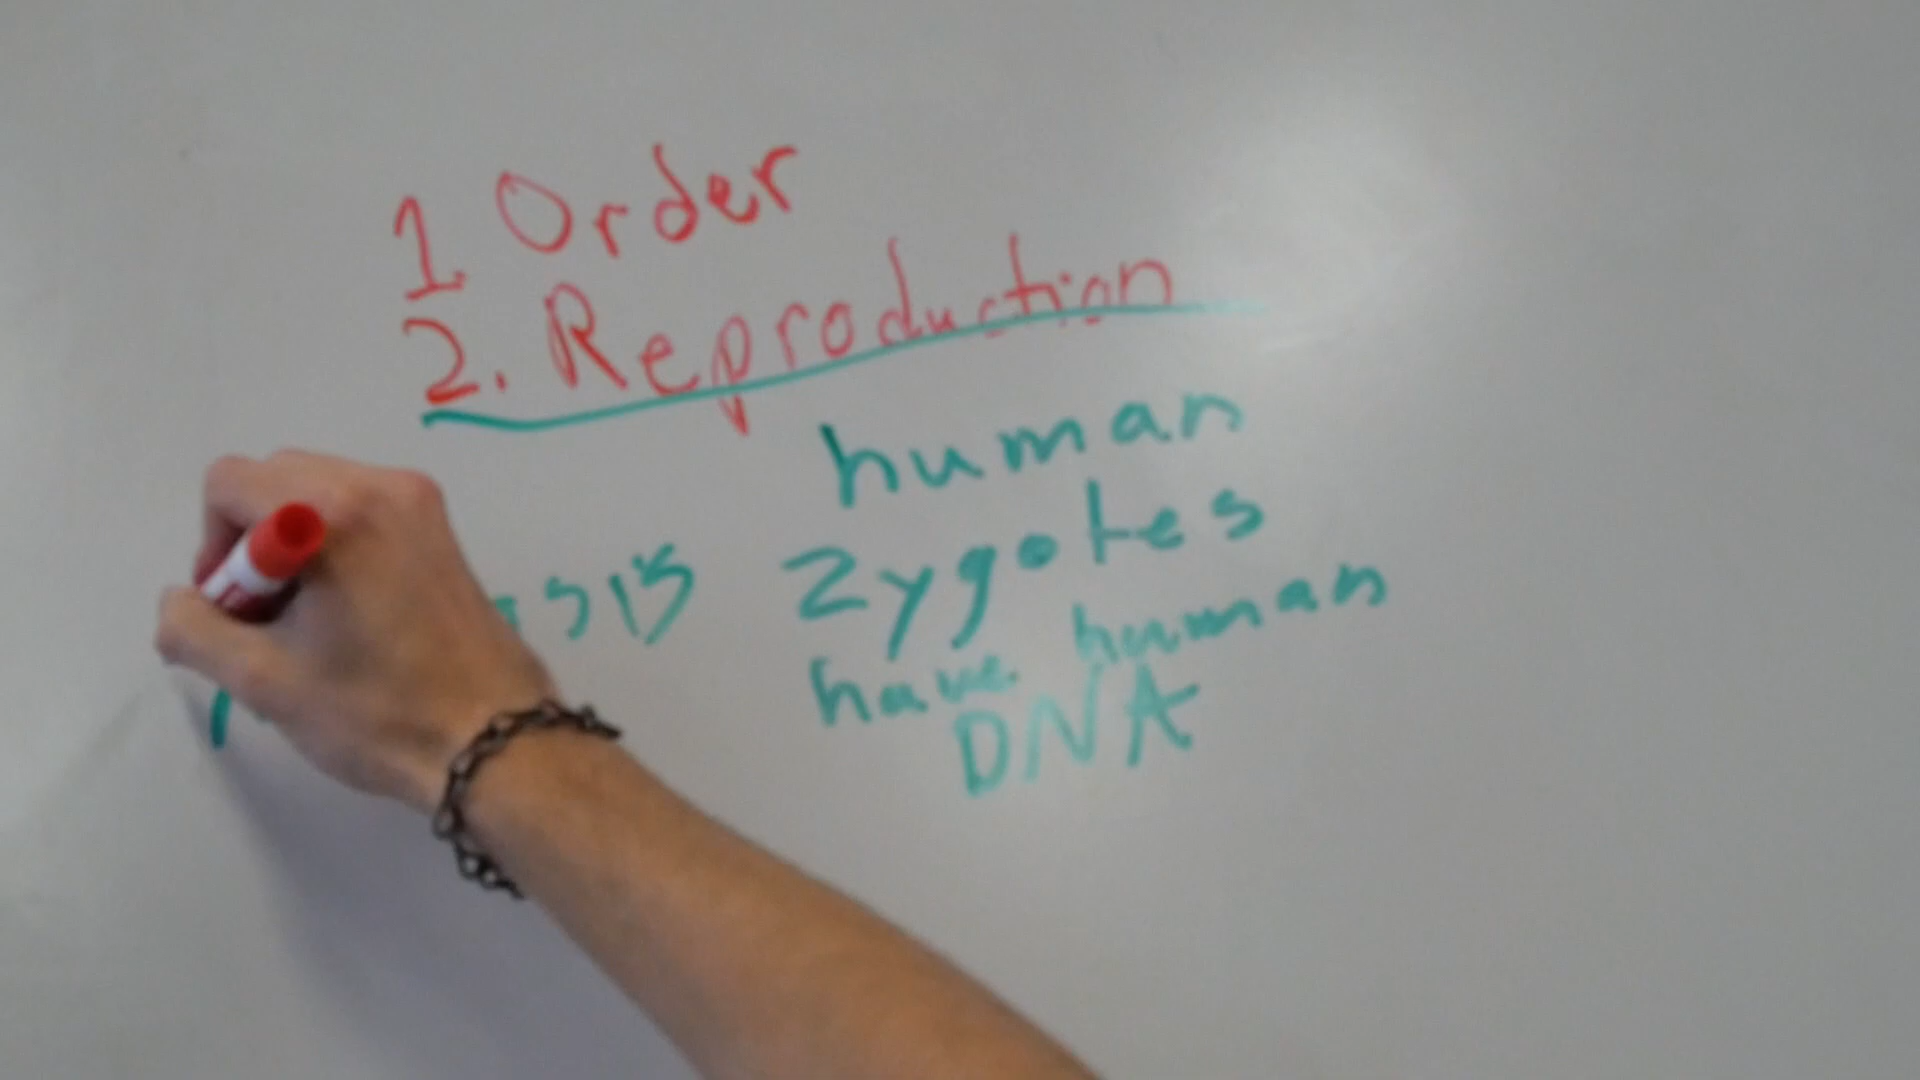 1 Order
2. Reproduction
human
zygotes
have human
DNA